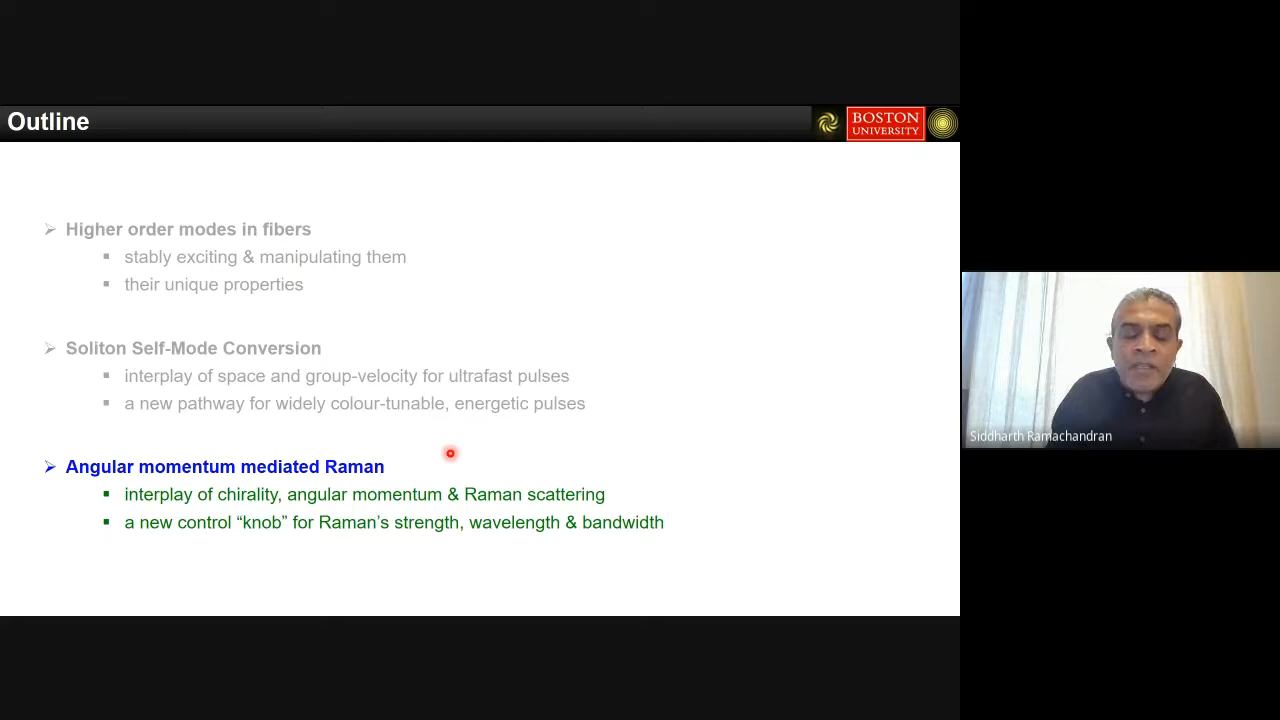 Outline
BOSTON
UNIVERSITY
Higher order modes in fibers
stably exciting & manipulating them
their unique properties
Soliton Self-Mode Conversion
interplay of space and group-velocity for ultrafast pulses
a new pathway for widely colour-tunable, energetic pulses
Angular momentum mediated Raman
interplay of chirality, angular momentum & Raman scattering
a new control “knob” for Raman’s strength, wavelength & bandwidth
Siddharth Ramachandran